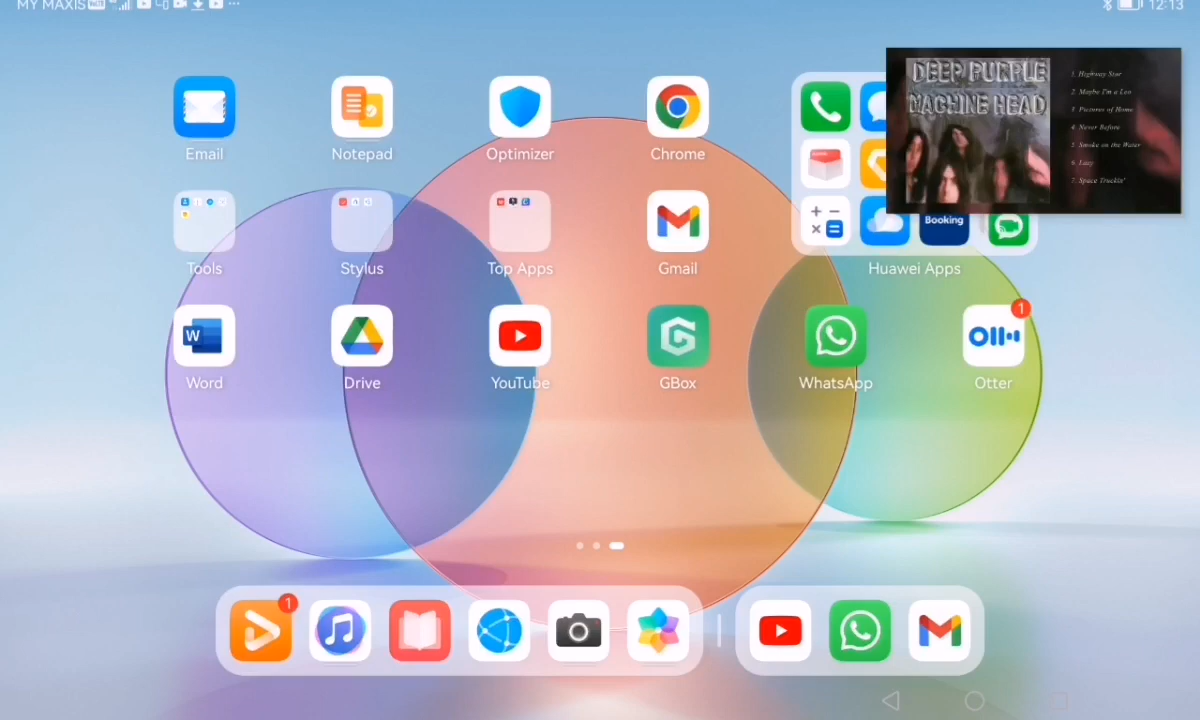 MY MAXIS
12:13
DEEP PURPLE
MACHINE HEAD
1. Highway Star
2. Maybe I'm a Leo
3. Pictures of Home
4. Never Before
5. Smoke on the Water
6. Lazy
7. Space Truckin'
Email
Notepad
Optimizer
Chrome
Booking
Tools
Stylus
Top Apps
Gmail
Huawei Apps
W
1
Word
Drive
YouTube
GBox
WhatsApp
Otter
1